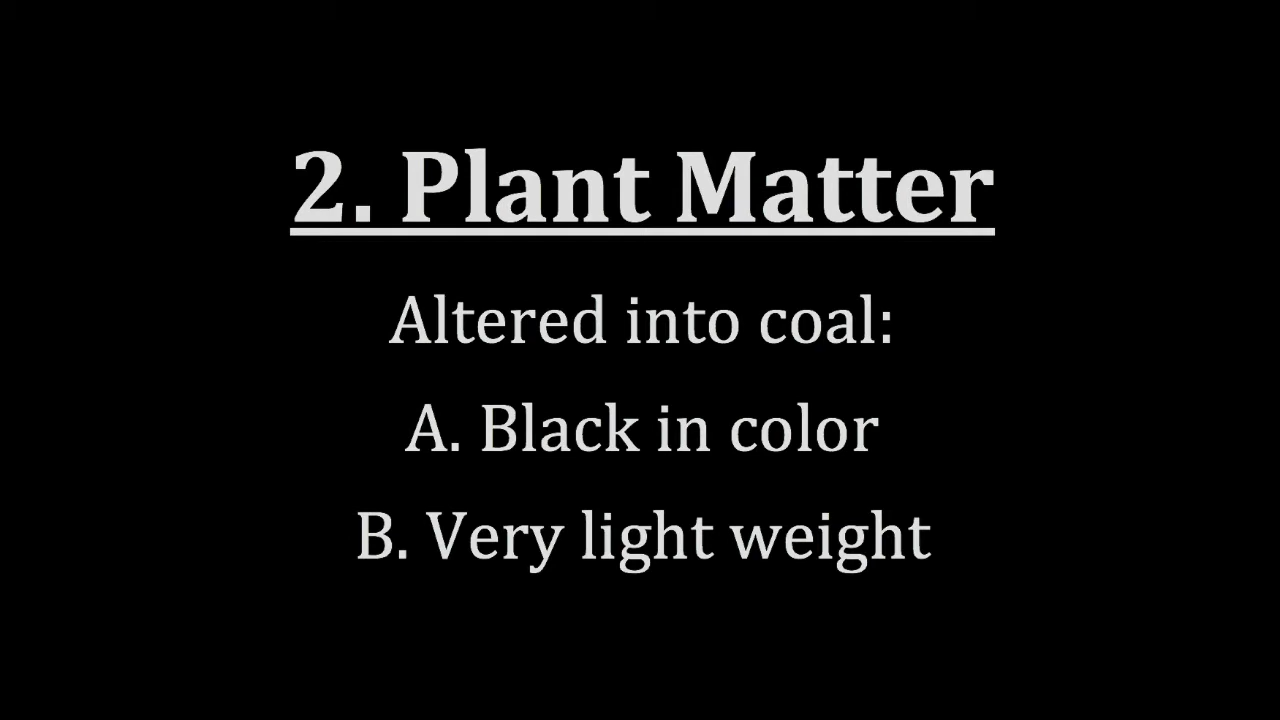 2. Plant Matter
Altered into coal:
A. Black in color
B. Very light weight